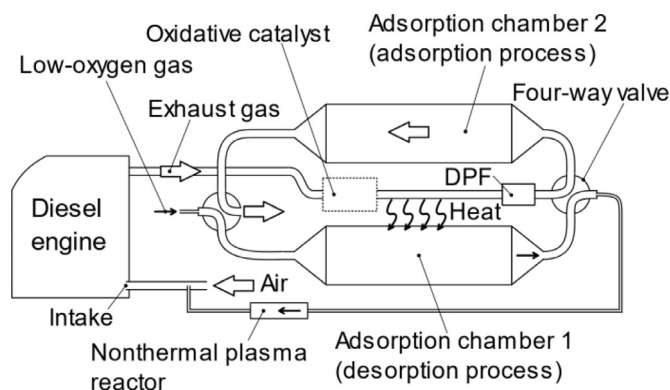 Adsorption chamber 2
(adsorption process)
Oxidative catalyst
Low-oxygen gas
Four-way valve
Exhaust gas
DPF
Heat
Diesel
engine
Air
Intake
Nonthermal plasma
reactor
Adsorption chamber 1
(desorption process)